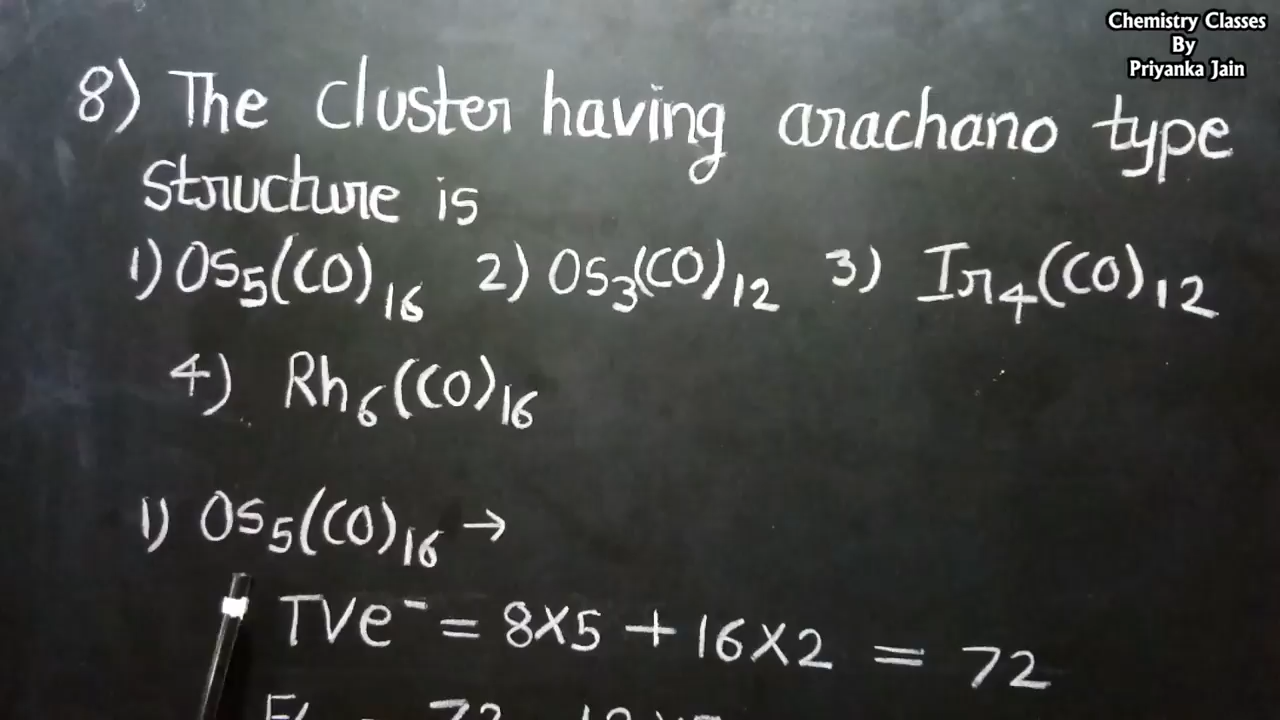 Chemistry Classes
By
Priyanka Jain
8) The cluster having arachano type
structure is
1) Os₅(CO)₁₆ 2) Os₃(CO)₁₂ 3) Ir₄(CO)₁₂
4) Rh₆(CO)₁₆
1) Os₅(CO)₁₆ →
TVe⁻ = 8×5 + 16×2 = 72